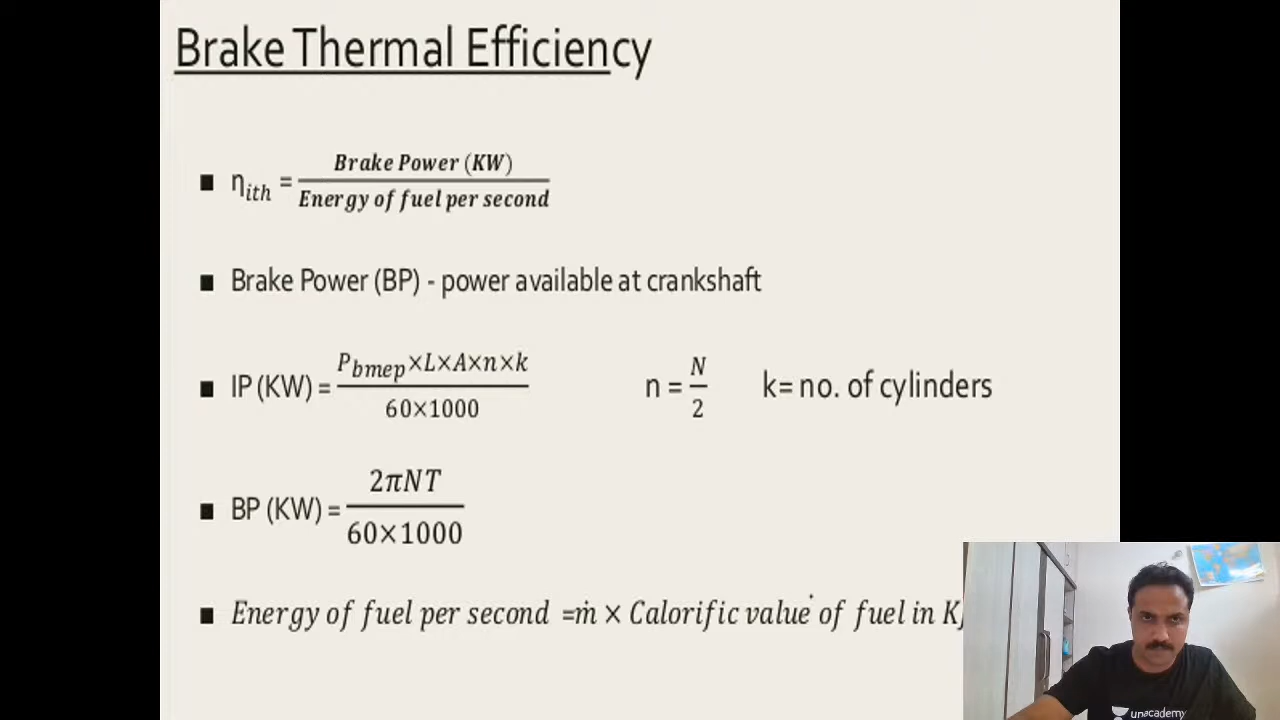 Brake Thermal Efficiency
■ η_ith = Brake Power (KW) / Energy of fuel per second
■ Brake Power (BP) - power available at crankshaft
■ IP (KW) = P_bmep×L×A×n×k / 60×1000 n = N / 2 k= no. of cylinders
■ BP (KW) = 2πNT / 60×1000
■ Energy of fuel per second =ṁ × Calorific value of fuel in KJ
unacademy